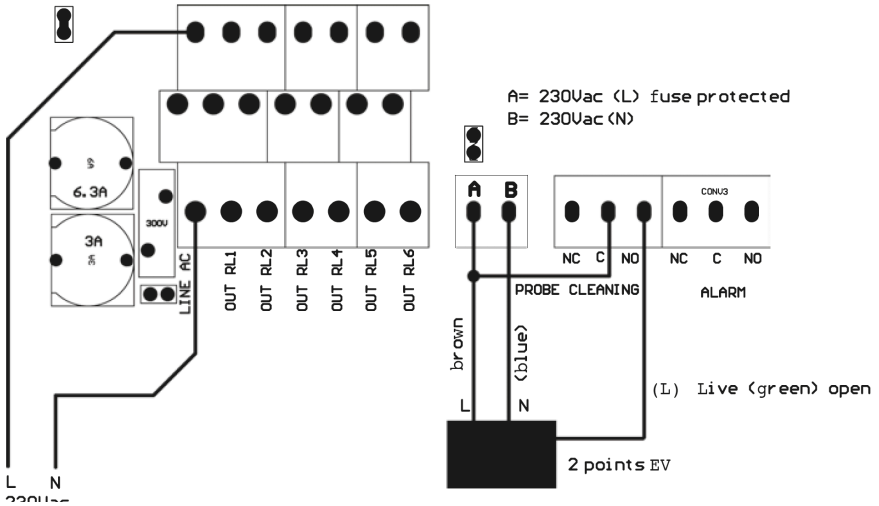 A= 230Vac (L) fuse protected
B= 230Vac (N)
6.3A
3A
3A
300V
LINE AC
OUT RL1
OUT RL2
OUT RL3
OUT RL4
OUT RL5
OUT RL6
A B
CONV3
NC C NO NC C NO
PROBE CLEANING ALARM
brown
(blue)
L N
(L) Live (green) open
2 points EV
L N
230Vac